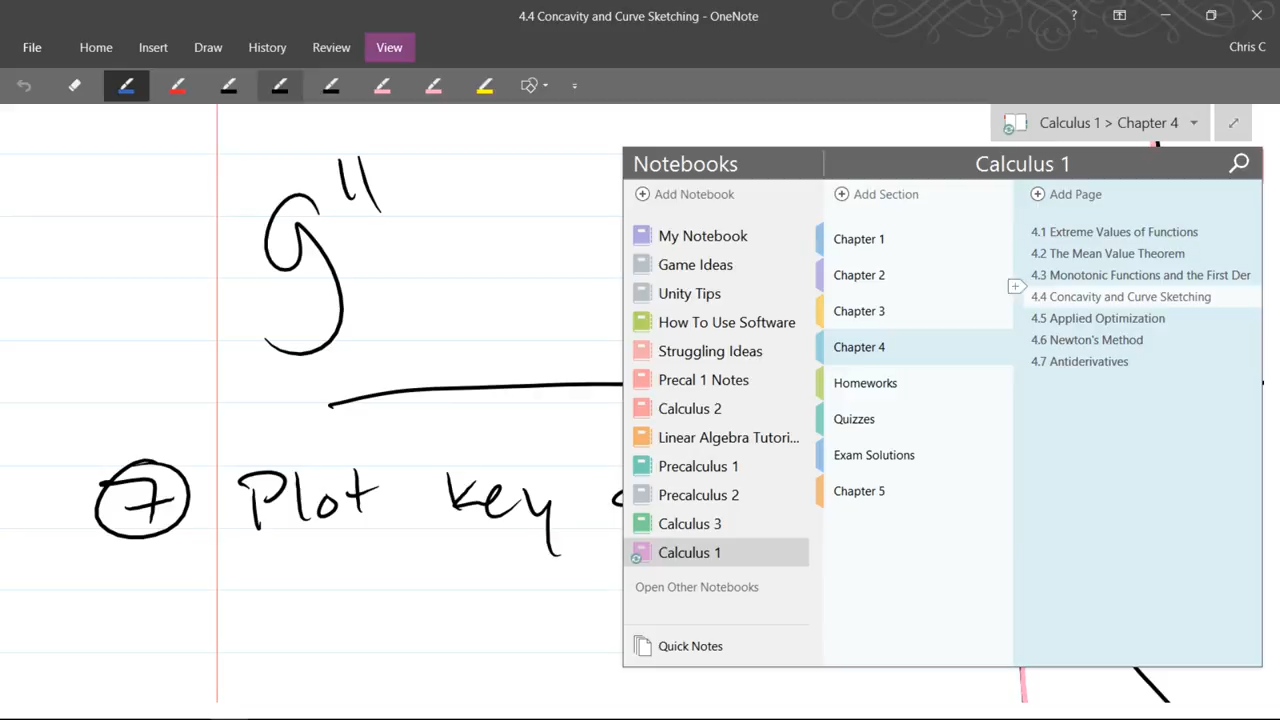 4.4 Concavity and Curve Sketching - OneNote
?
File Home Insert Draw History Review View
Chris C
Calculus 1 > Chapter 4
g"
⑦ Plot key
Notebooks
Add Notebook
My Notebook
Game Ideas
Unity Tips
How To Use Software
Struggling Ideas
Precal 1 Notes
Calculus 2
Linear Algebra Tutori...
Precalculus 1
Precalculus 2
Calculus 3
Calculus 1
Open Other Notebooks
Quick Notes
Calculus 1
Add Section
Chapter 1
Chapter 2
Chapter 3
Chapter 4
Homeworks
Quizzes
Exam Solutions
Chapter 5
Add Page
4.1 Extreme Values of Functions
4.2 The Mean Value Theorem
4.3 Monotonic Functions and the First Der
4.4 Concavity and Curve Sketching
4.5 Applied Optimization
4.6 Newton's Method
4.7 Antiderivatives